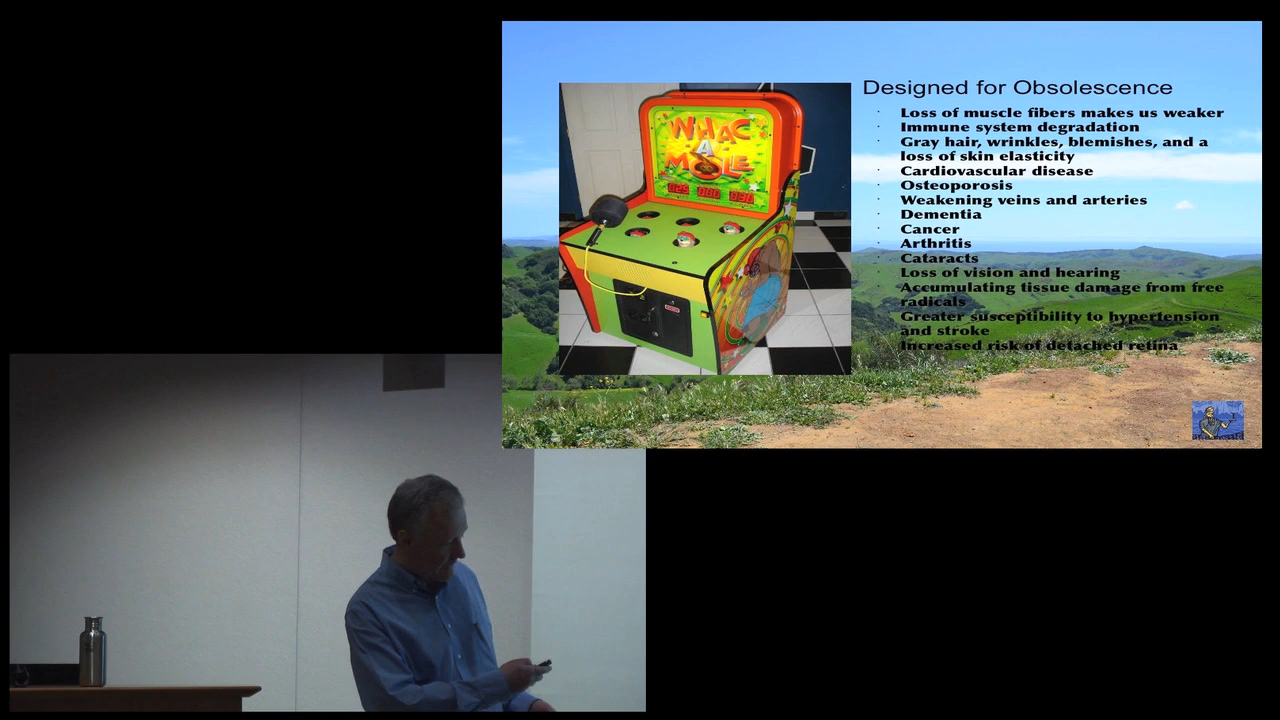 Designed for Obsolescence
Loss of muscle fibers makes us weaker
Immune system degradation
Gray hair, wrinkles, blemishes, and a
loss of skin elasticity
Cardiovascular disease
Osteoporosis
Weakening veins and arteries
Dementia
Cancer
Arthritis
Cataracts
Loss of vision and hearing
Accumulating tissue damage from free
radicals
Greater susceptibility to hypertension
and stroke
Increased risk of detached retina
WHAC
A
MOLE